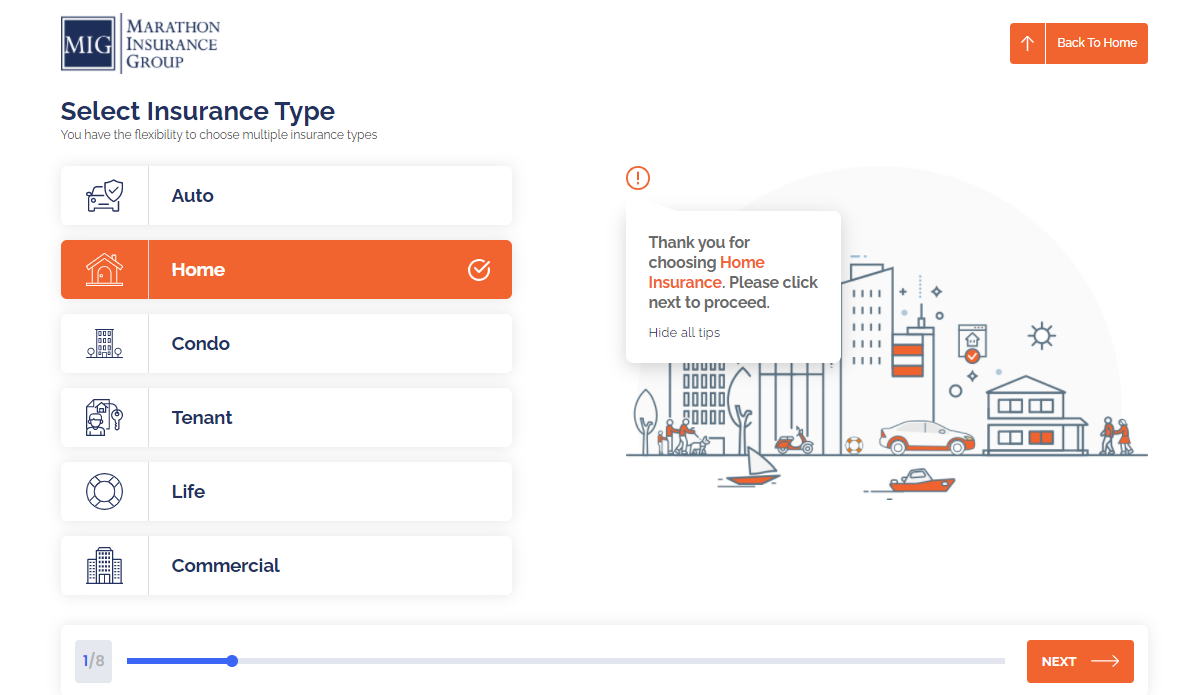 MIG
MARATHON
INSURANCE
GROUP
Back To Home
Select Insurance Type
You have the flexibility to choose multiple insurance types
Auto
Home
Condo
Tenant
Life
Commercial
Thank you for
choosing Home
Insurance. Please click
next to proceed.
Hide all tips
1/8
NEXT